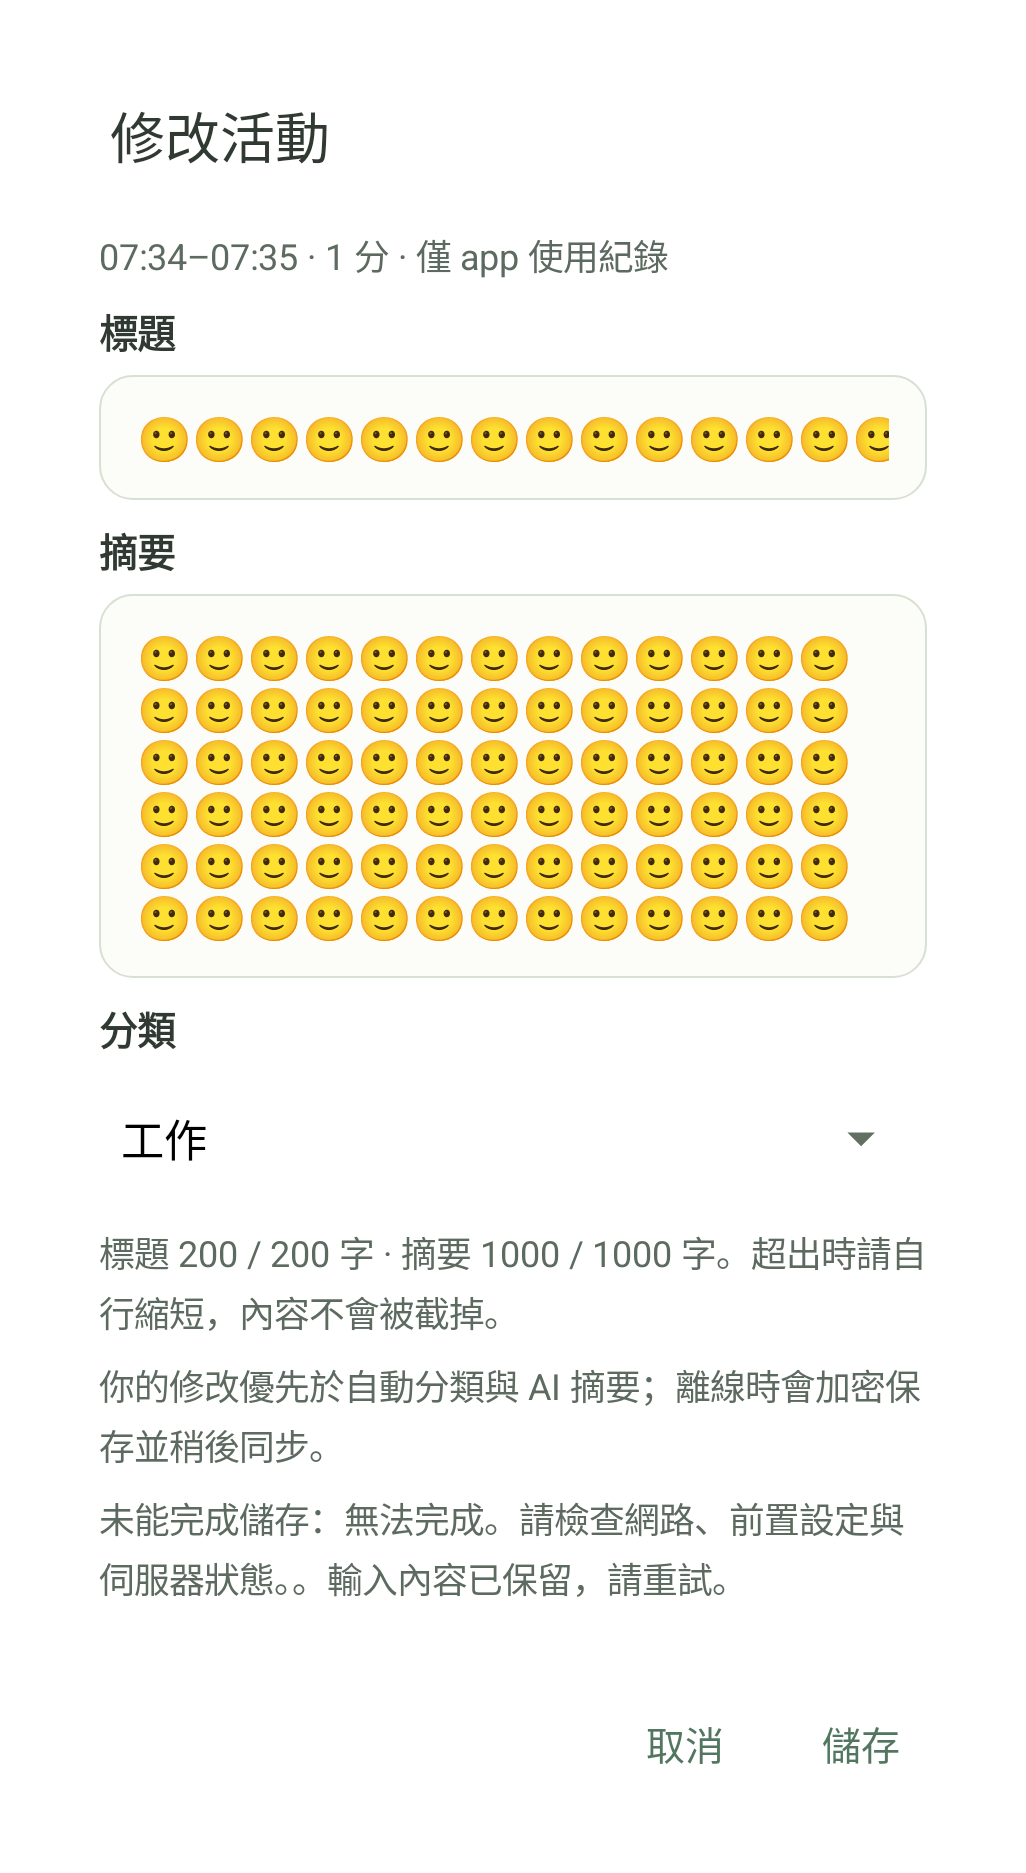 修改活動
07:34–07:35 · 1 分 · 僅 app 使用紀錄
標題
🙂🙂🙂🙂🙂🙂🙂🙂🙂🙂🙂🙂🙂🙂
摘要
🙂🙂🙂🙂🙂🙂🙂🙂🙂🙂🙂🙂🙂
🙂🙂🙂🙂🙂🙂🙂🙂🙂🙂🙂🙂🙂
🙂🙂🙂🙂🙂🙂🙂🙂🙂🙂🙂🙂🙂
🙂🙂🙂🙂🙂🙂🙂🙂🙂🙂🙂🙂🙂
🙂🙂🙂🙂🙂🙂🙂🙂🙂🙂🙂🙂🙂
🙂🙂🙂🙂🙂🙂🙂🙂🙂🙂🙂🙂🙂
分類
工作
標題 200 / 200 字 · 摘要 1000 / 1000 字。超出時請自
行縮短，內容不會被截掉。
你的修改優先於自動分類與 AI 摘要；離線時會加密保
存並稍後同步。
未能完成儲存：無法完成。請檢查網路、前置設定與
伺服器狀態。。輸入內容已保留，請重試。
取消
儲存